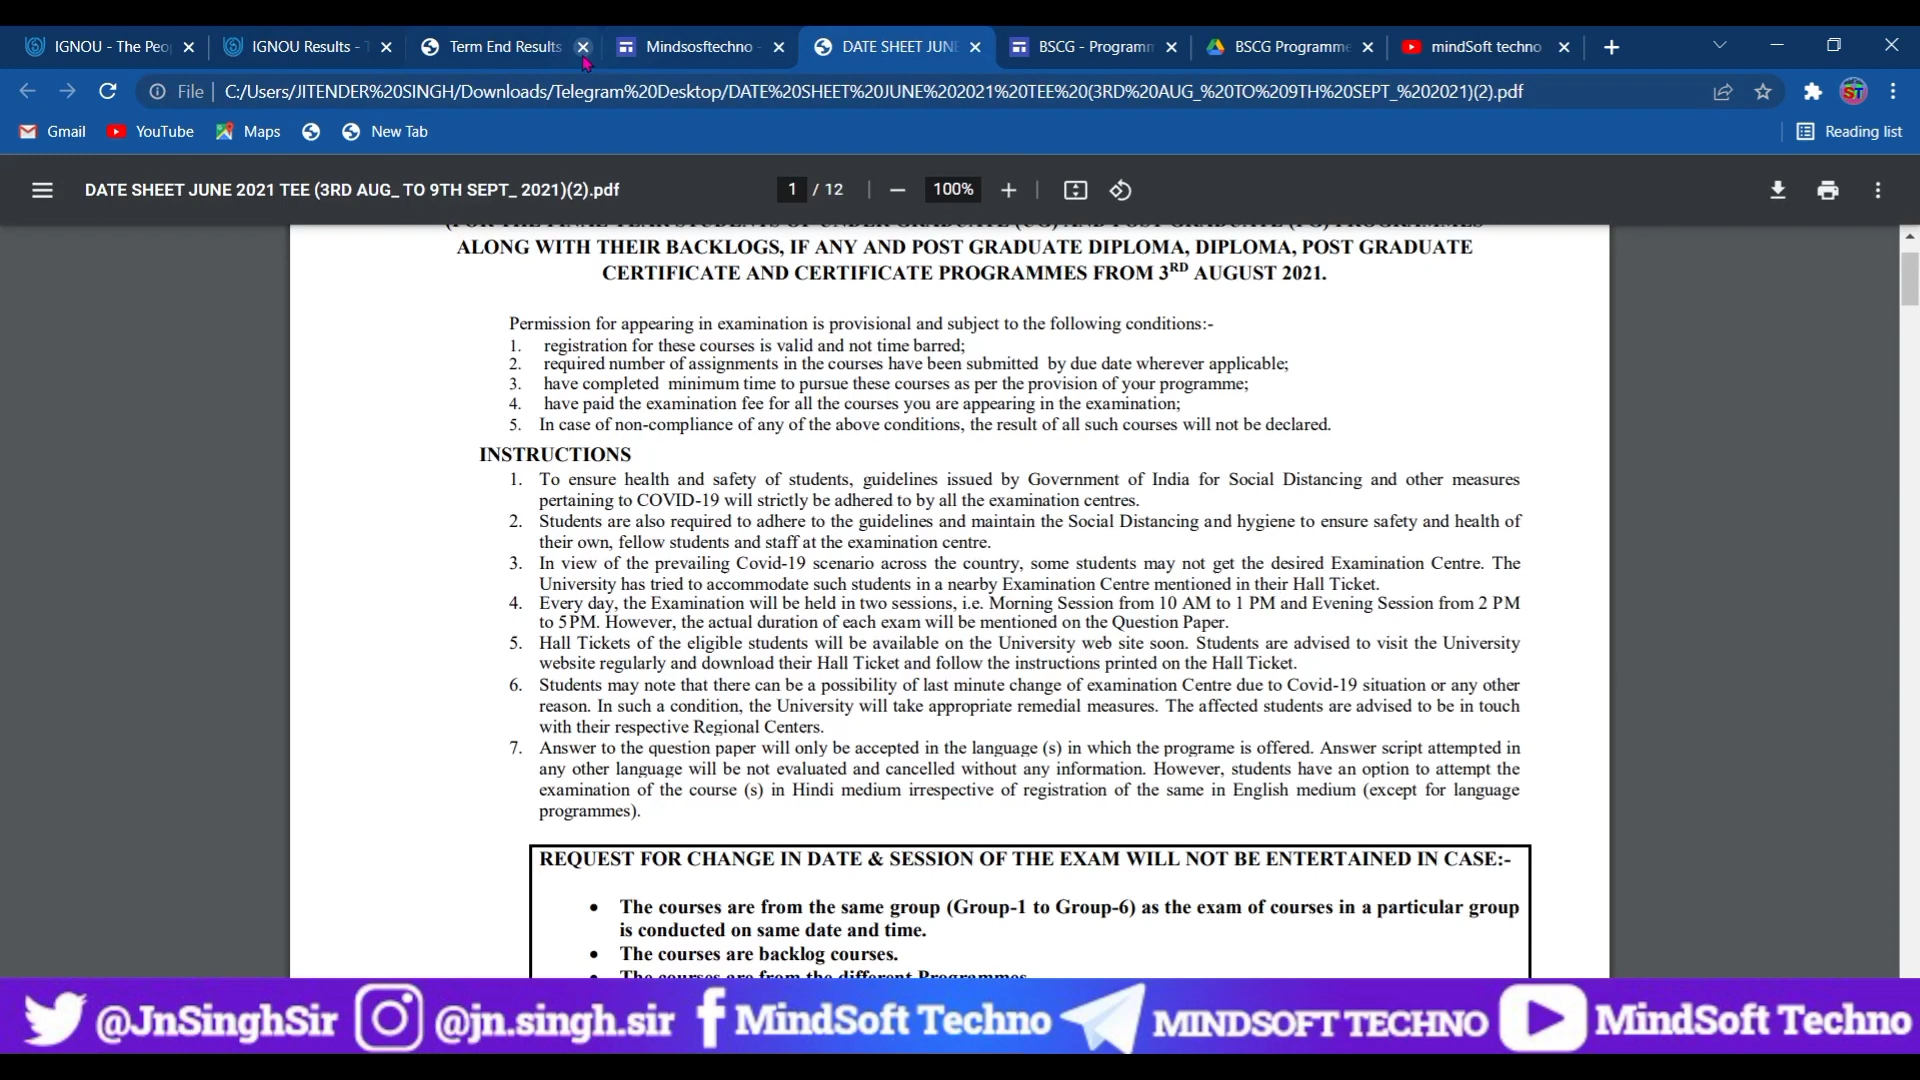 IGNOU - The Peo
IGNOU Results - T
Term End Results
Mindsosftechno -
DATE SHEET JUNE
BSCG - Programm
BSCG Programme
mindSoft techno
File
C:/Users/JITENDER%20SINGH/Downloads/Telegram%20Desktop/DATE%20SHEET%20JUNE%202021%20TEE%20(3RD%20AUG_%20TO%209TH%20SEPT_%202021)(2).pdf
ST
Gmail
YouTube
Maps
New Tab
Reading list
DATE SHEET JUNE 2021 TEE (3RD AUG_ TO 9TH SEPT_ 2021)(2).pdf
1 / 12
100%
(FOR THE FINAL YEAR STUDENTS OF UNDER GRADUATE (UG) AND POST GRADUATE (PG) PROGRAMMES
ALONG WITH THEIR BACKLOGS, IF ANY AND POST GRADUATE DIPLOMA, DIPLOMA, POST GRADUATE
CERTIFICATE AND CERTIFICATE PROGRAMMES FROM 3RD AUGUST 2021.
Permission for appearing in examination is provisional and subject to the following conditions:-
1. registration for these courses is valid and not time barred;
2. required number of assignments in the courses have been submitted by due date wherever applicable;
3. have completed minimum time to pursue these courses as per the provision of your programme;
4. have paid the examination fee for all the courses you are appearing in the examination;
5. In case of non-compliance of any of the above conditions, the result of all such courses will not be declared.
INSTRUCTIONS
1. To ensure health and safety of students, guidelines issued by Government of India for Social Distancing and other measures
pertaining to COVID-19 will strictly be adhered to by all the examination centres.
2. Students are also required to adhere to the guidelines and maintain the Social Distancing and hygiene to ensure safety and health of
their own, fellow students and staff at the examination centre.
3. In view of the prevailing Covid-19 scenario across the country, some students may not get the desired Examination Centre. The
University has tried to accommodate such students in a nearby Examination Centre mentioned in their Hall Ticket.
4. Every day, the Examination will be held in two sessions, i.e. Morning Session from 10 AM to 1 PM and Evening Session from 2 PM
to 5PM. However, the actual duration of each exam will be mentioned on the Question Paper.
5. Hall Tickets of the eligible students will be available on the University web site soon. Students are advised to visit the University
website regularly and download their Hall Ticket and follow the instructions printed on the Hall Ticket.
6. Students may note that there can be a possibility of last minute change of examination Centre due to Covid-19 situation or any other
reason. In such a condition, the University will take appropriate remedial measures. The affected students are advised to be in touch
with their respective Regional Centers.
7. Answer to the question paper will only be accepted in the language (s) in which the programe is offered. Answer script attempted in
any other language will be not evaluated and cancelled without any information. However, students have an option to attempt the
examination of the course (s) in Hindi medium irrespective of registration of the same in English medium (except for language
programmes).
REQUEST FOR CHANGE IN DATE & SESSION OF THE EXAM WILL NOT BE ENTERTAINED IN CASE:-
• The courses are from the same group (Group-1 to Group-6) as the exam of courses in a particular group
is conducted on same date and time.
• The courses are backlog courses.
• The courses are from the different Programmes
@JnSinghSir @jn.singh.sir MindSoft Techno MINDSOFT TECHNO MindSoft Techno